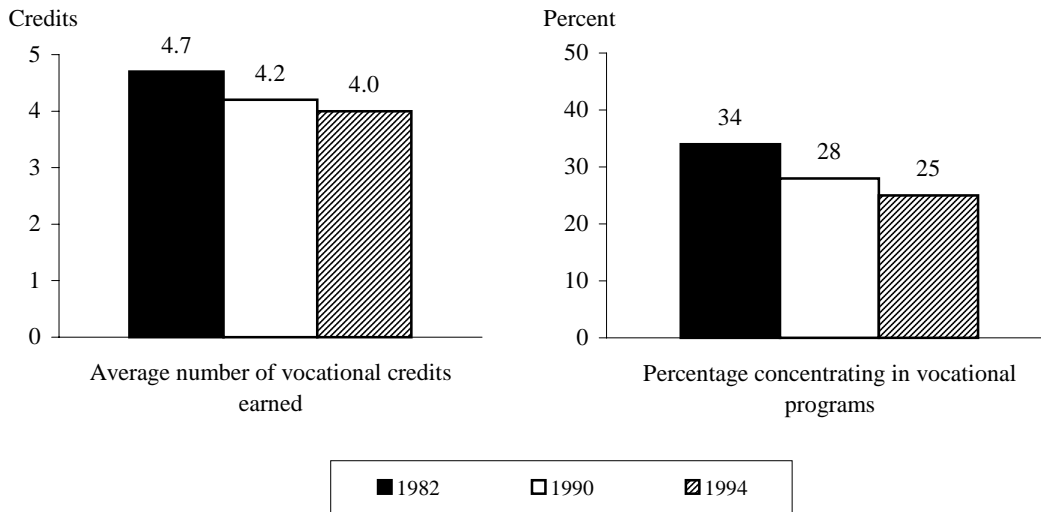 Credits
5
4
3
2
1
0
4.7
4.2
4.0
Average number of vocational credits
earned
Percent
50
40
30
20
10
0
34
28
25
Percentage concentrating in vocational
programs
1982 1990 1994